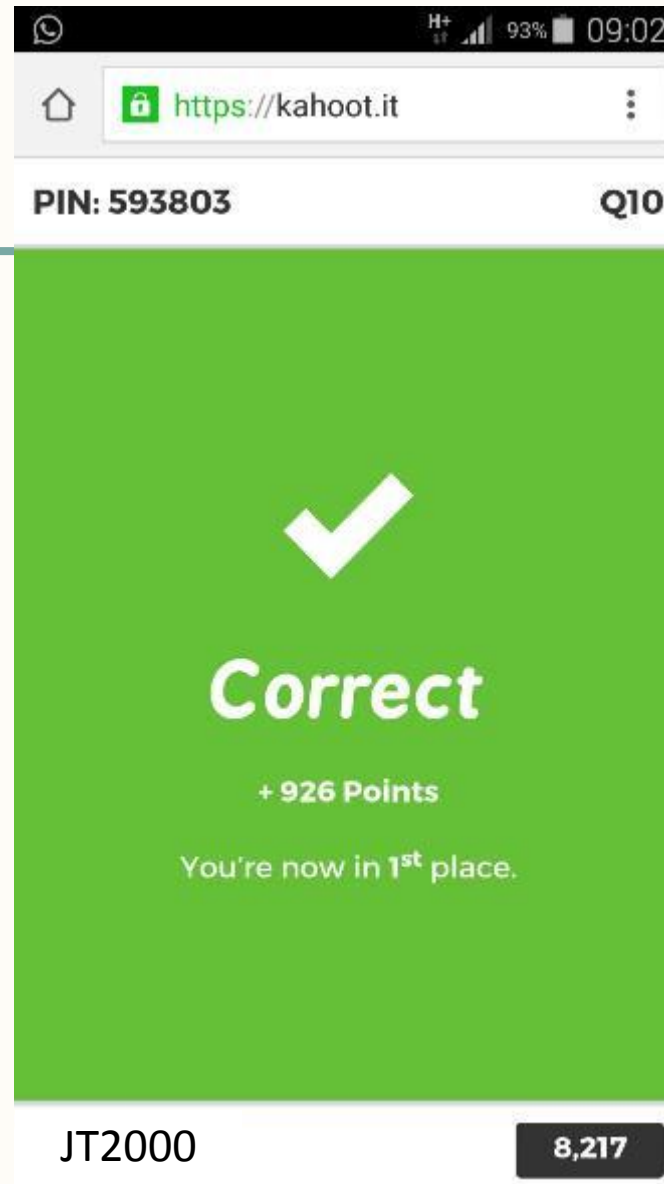 H+ 93% 09:02
https://kahoot.it
PIN: 593803 Q10
Correct
+ 926 Points
You're now in 1st place.
JT2000 8,217